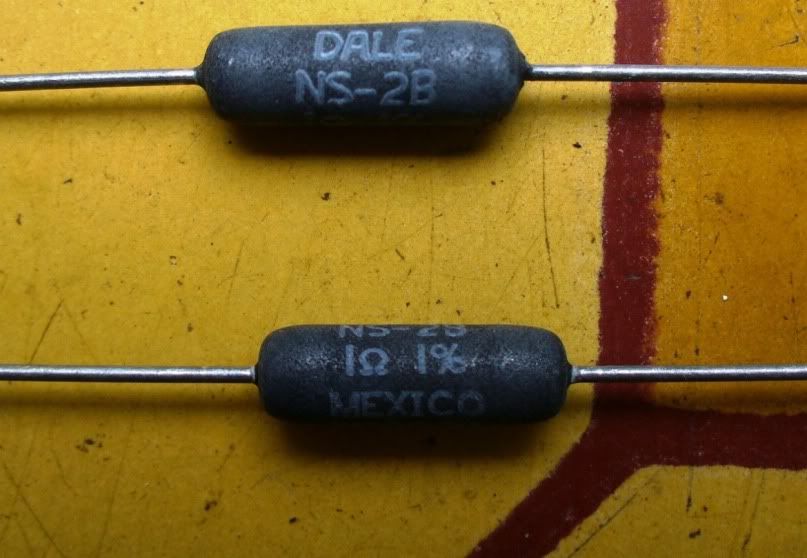 DALE
NS-2B
NS-2B
1Ω 1%
MEXICO